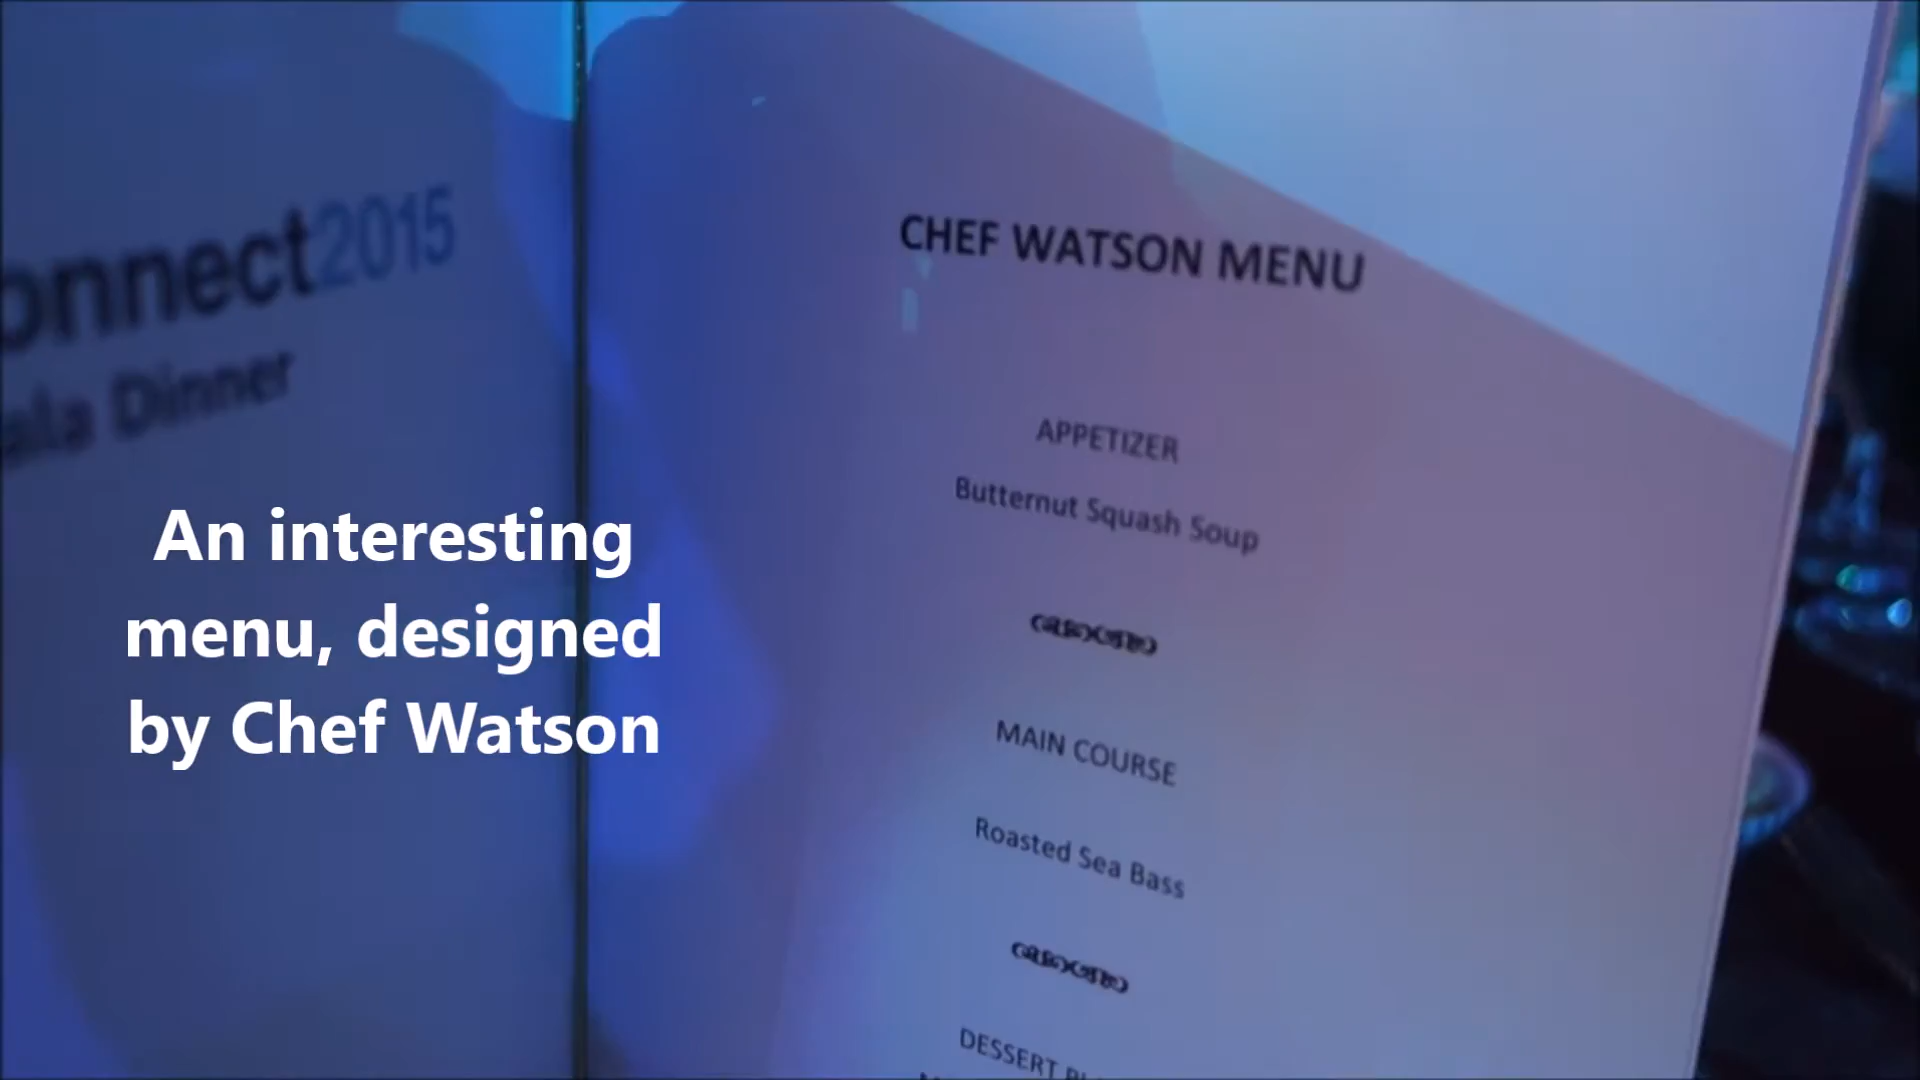 onnect2015
ala Dinner
An interesting
menu, designed
by Chef Watson
CHEF WATSON MENU
APPETIZER
Butternut Squash Soup
MAIN COURSE
Roasted Sea Bass
DESSERT